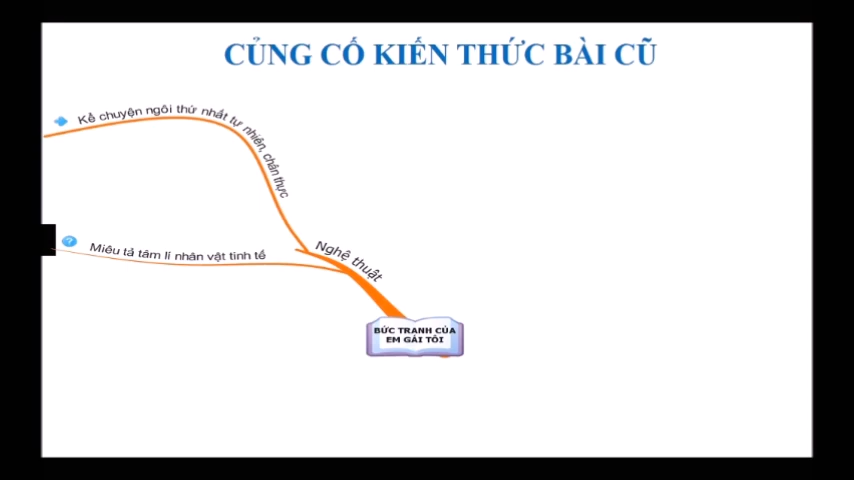 CỦNG CỐ KIẾN THỨC BÀI CŨ
Kể chuyện ngôi thứ nhất tự nhiên, chân thực
Miêu tả tâm lí nhân vật tinh tế
Nghệ thuật
BỨC TRANH CỦA
EM GÁI TÔI